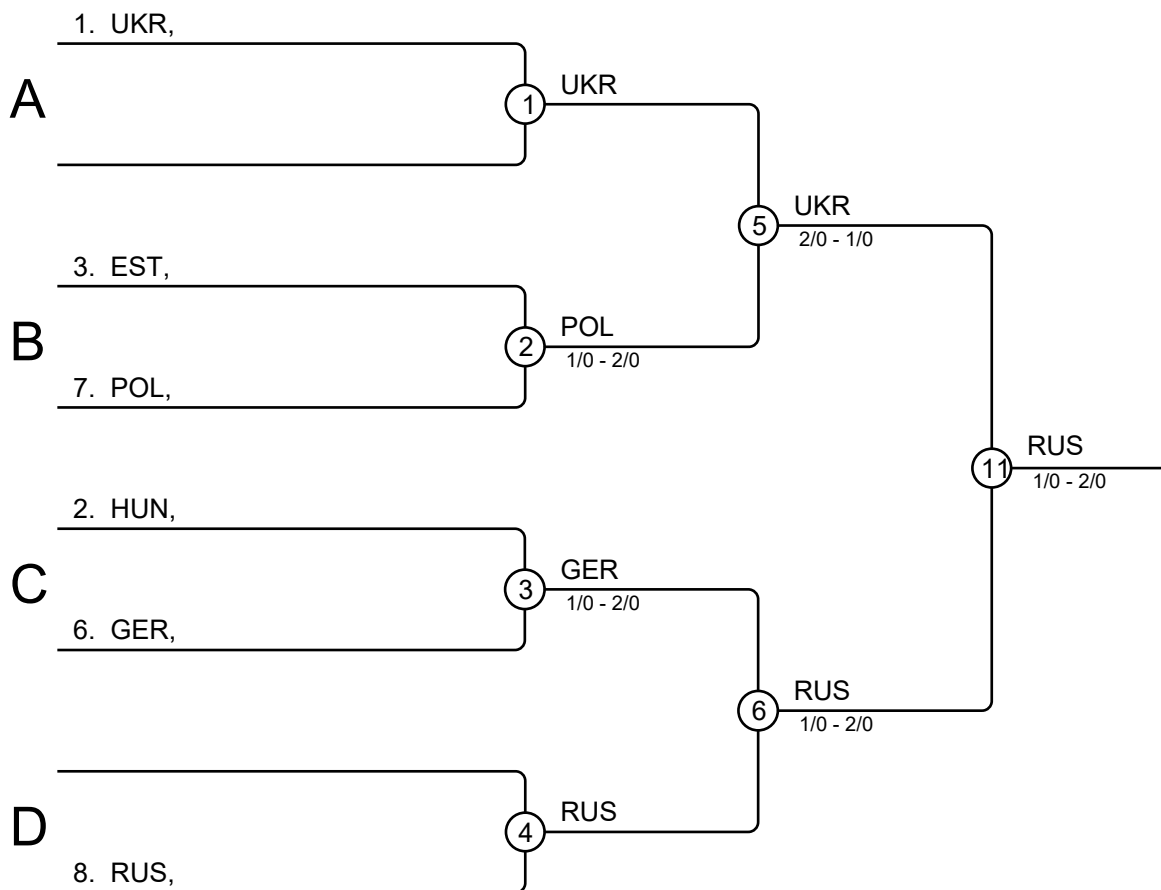 1. UKR,
A
1
UKR
5
UKR
2/0 - 1/0
3. EST,
B
2
POL
1/0 - 2/0
7. POL,
11
RUS
1/0 - 2/0
2. HUN,
C
3
GER
1/0 - 2/0
6. GER,
6
RUS
1/0 - 2/0
D
4
RUS
8. RUS,